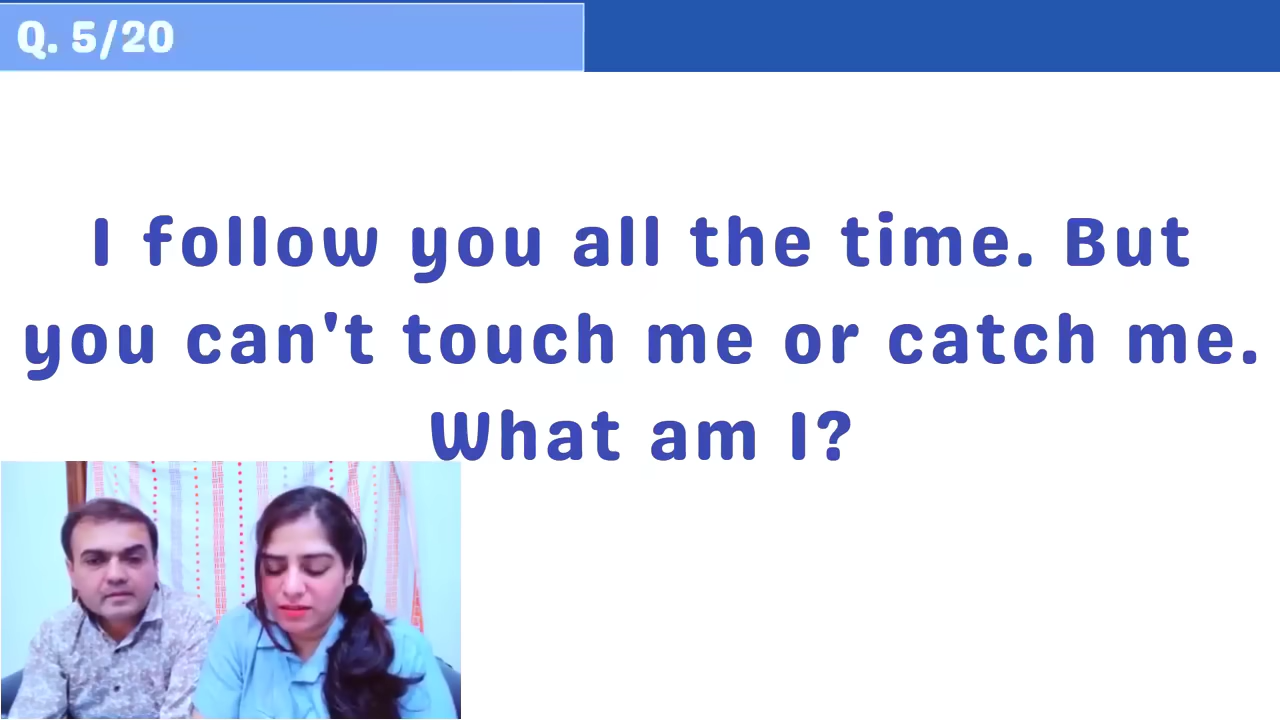 Q. 5/20
I follow you all the time. But
you can't touch me or catch me.
What am I?